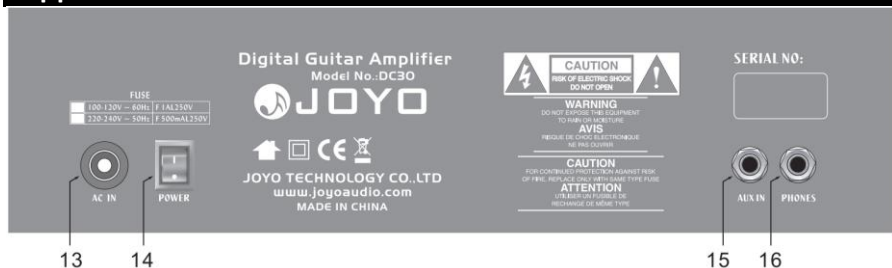 FUSE
100-120V ~ 60Hz F 1AL250V
220-240V ~ 50Hz F 500mAL250V
AC IN
POWER
Digital Guitar Amplifier
Model No.:DC30
JOYO
CE
JOYO TECHNOLOGY CO.,LTD
www.joyoaudio.com
MADE IN CHINA
CAUTION
RISK OF ELECTRIC SHOCK
DO NOT OPEN
WARNING
DO NOT EXPOSE THIS EQUIPMENT
TO RAIN OR MOISTURE
AVIS
RISQUE DE CHOC ELECTRONIQUE
NE PAS OUVRIR
CAUTION
FOR CONTINUED PROTECTION AGAINST RISK
OF FIRE, REPLACE ONLY WITH SAME TYPE FUSE
ATTENTION
UTILISER UN FUSIBLE DE
RECHANGE DE MÊME TYPE
SERIAL NO:
AUX IN
PHONES
13
14
15
16